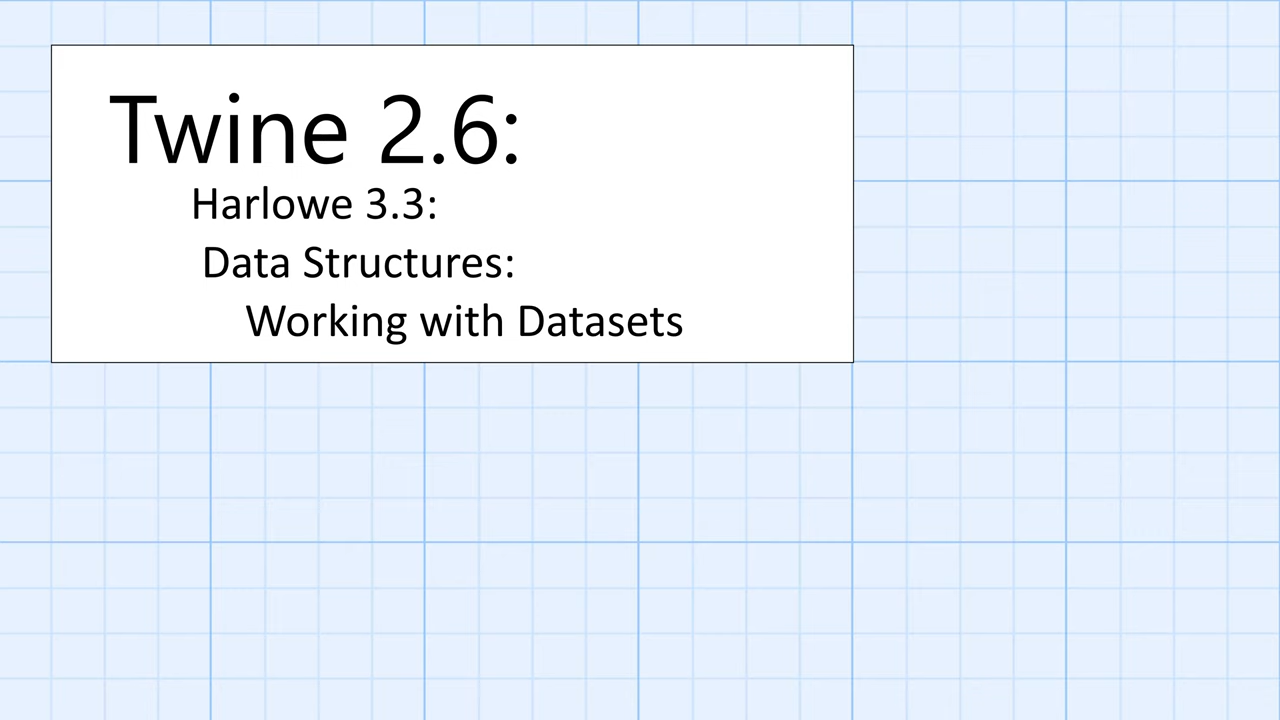 Twine 2.6:
Harlowe 3.3:
Data Structures:
Working with Datasets